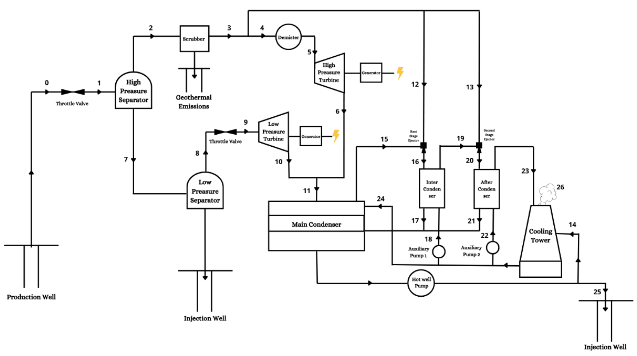 2
3
4
Scrubber
Demister
5
0
1
High
Pressure
Separator
Throttle Valve
Geothermal
Emissions
High
Pressure
Turbine
Generator
12
13
6
9
Low
Pressure
Turbine
Generator
Throttle Valve
7
8
10
15
First
Stage
Ejector
19
Second
Stage
Ejector
16
20
11
Low
Pressure
Separator
Inter
Conden
ser
After
Conden
ser
23
26
24
17
21
14
Main Condenser
Cooling
Tower
18
22
Auxiliary
Pump 1
Auxiliary
Pump 2
Hot well
Pump
25
Production Well
Injection Well
Injection Well